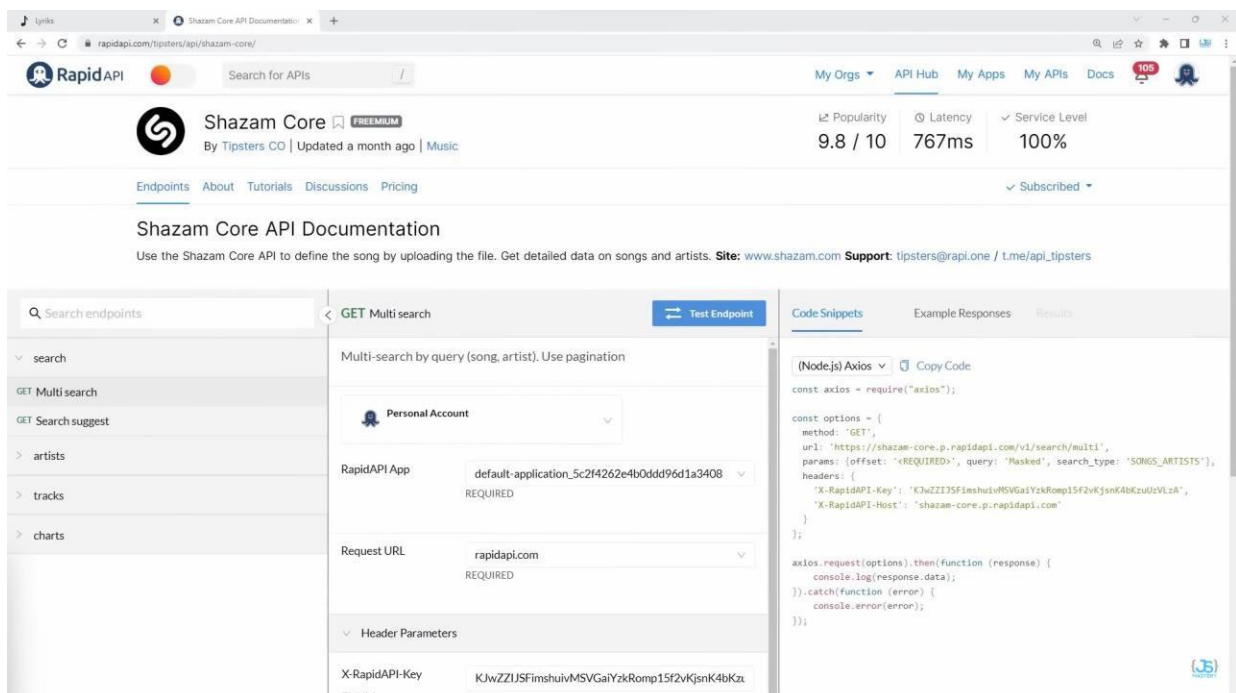 Lyriks
Shazam Core API Documentation
rapidapi.com/tipsters/api/shazam-core/
Rapid API
Search for APIs
/
My Orgs
API Hub
My Apps
My APIs
Docs
105
Shazam Core
FREEMIUM
By Tipsters CO | Updated a month ago | Music
Popularity
9.8 / 10
Latency
767ms
Service Level
100%
Endpoints
About
Tutorials
Discussions
Pricing
Subscribed
Shazam Core API Documentation
Use the Shazam Core API to define the song by uploading the file. Get detailed data on songs and artists. Site: www.shazam.com Support: tipsters@rapi.one / t.me/api_tipsters
Search endpoints
search
GET Multi search
GET Search suggest
artists
tracks
charts
GET Multi search
Test Endpoint
Multi-search by query (song, artist). Use pagination
Personal Account
RapidAPI App
default-application_5c2f4262e4b0ddd96d1a3408
REQUIRED
Request URL
rapidapi.com
REQUIRED
Header Parameters
X-RapidAPI-Key
Code Snippets
Example Responses
Results
(Node.js) Axios
Copy Code
const axios = require("axios");
const options = {
method: 'GET',
url: 'https://shazam-core.p.rapidapi.com/v1/search/multi',
params: {offset: '<REQUIRED>', query: 'Masked', search_type: 'SONGS_ARTISTS'},
headers: {
'X-RapidAPI-Key':
'X-RapidAPI-Host': 'shazam-core.p.rapidapi.com'
}
};
axios.request(options).then(function (response) {
console.log(response.data);
}).catch(function (error) {
console.error(error);
});
{JS}
MASTERY